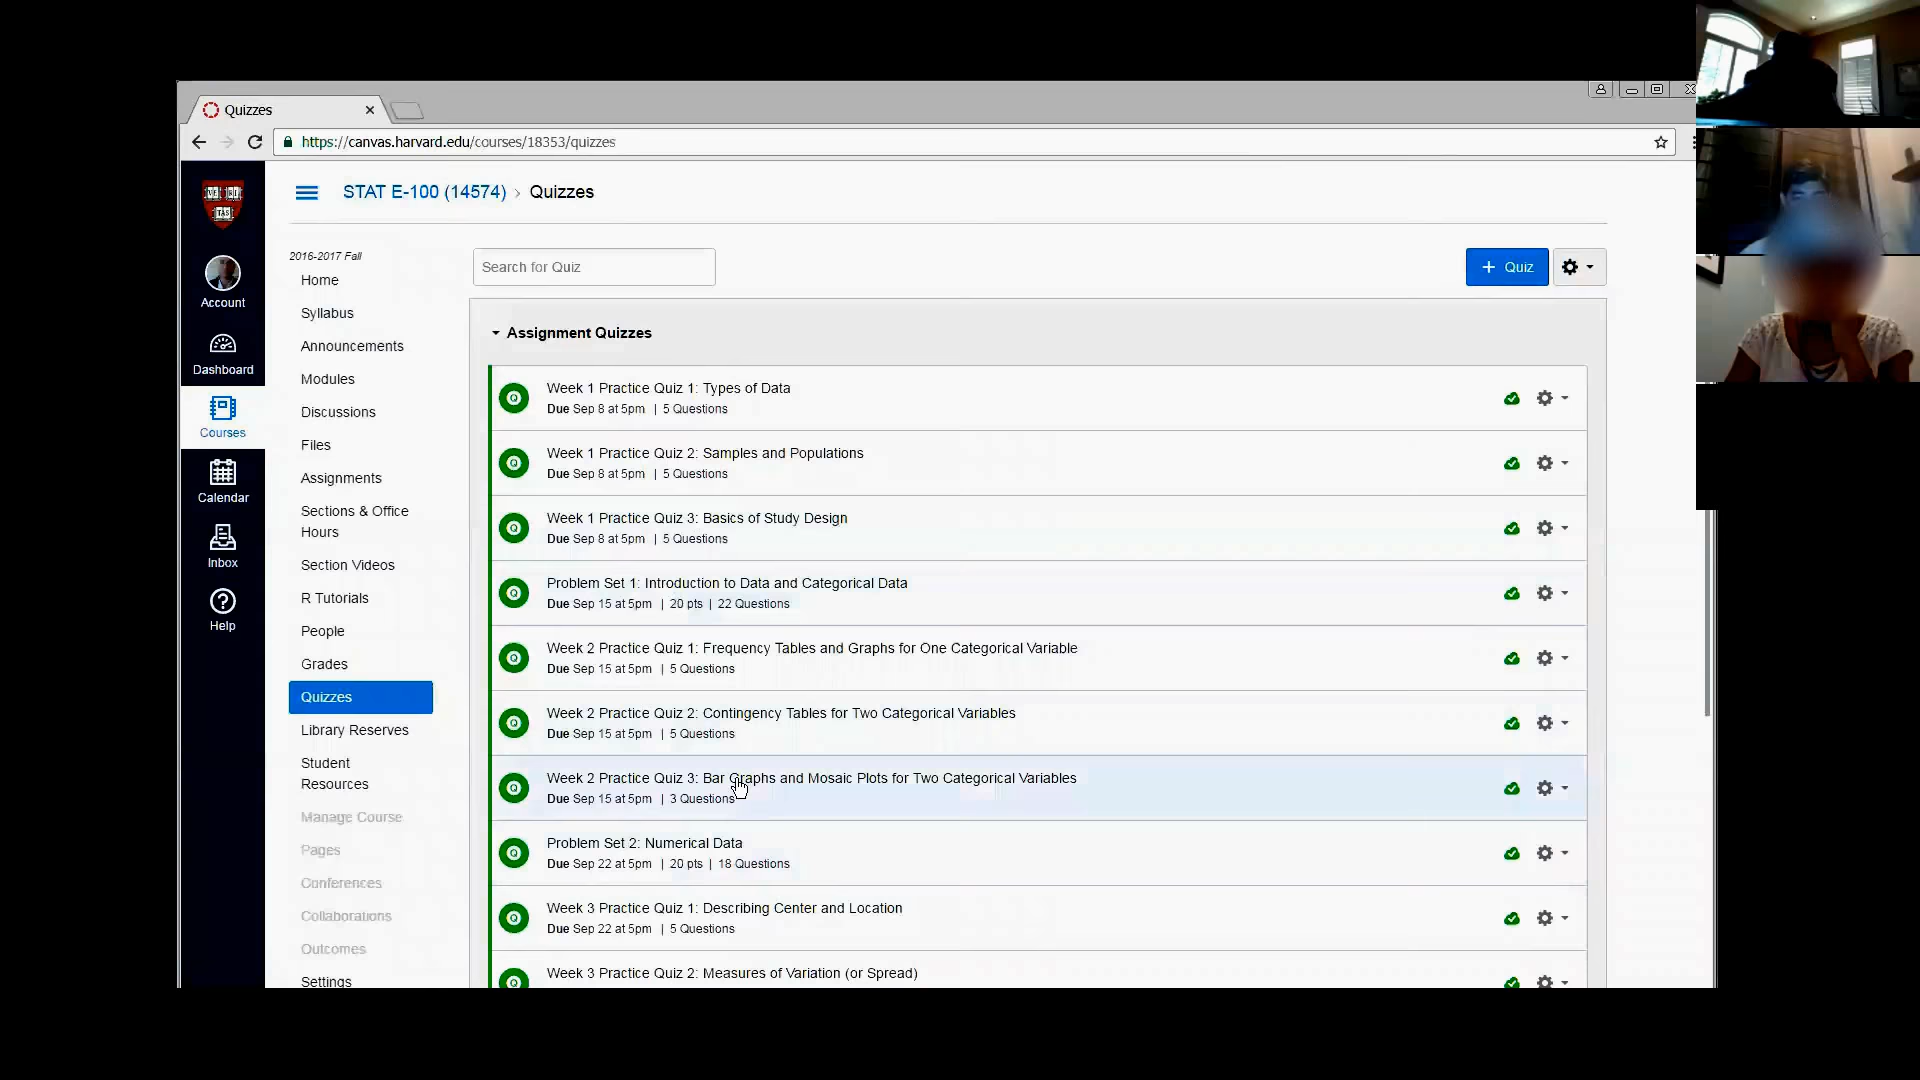 Quizzes
https://canvas.harvard.edu/courses/18353/quizzes
VE RI
TAS
Account
Dashboard
Courses
Calendar
Inbox
Help
STAT E-100 (14574) › Quizzes
2016-2017 Fall
Home
Syllabus
Announcements
Modules
Discussions
Files
Assignments
Sections & Office
Hours
Section Videos
R Tutorials
People
Grades
Quizzes
Library Reserves
Student
Resources
Manage Course
Pages
Conferences
Collaborations
Outcomes
Settings
Search for Quiz
+ Quiz
Assignment Quizzes
Week 1 Practice Quiz 1: Types of Data
Due Sep 8 at 5pm | 5 Questions
Week 1 Practice Quiz 2: Samples and Populations
Due Sep 8 at 5pm | 5 Questions
Week 1 Practice Quiz 3: Basics of Study Design
Due Sep 8 at 5pm | 5 Questions
Problem Set 1: Introduction to Data and Categorical Data
Due Sep 15 at 5pm | 20 pts | 22 Questions
Week 2 Practice Quiz 1: Frequency Tables and Graphs for One Categorical Variable
Due Sep 15 at 5pm | 5 Questions
Week 2 Practice Quiz 2: Contingency Tables for Two Categorical Variables
Due Sep 15 at 5pm | 5 Questions
Week 2 Practice Quiz 3: Bar Graphs and Mosaic Plots for Two Categorical Variables
Due Sep 15 at 5pm | 3 Questions
Problem Set 2: Numerical Data
Due Sep 22 at 5pm | 20 pts | 18 Questions
Week 3 Practice Quiz 1: Describing Center and Location
Due Sep 22 at 5pm | 5 Questions
Week 3 Practice Quiz 2: Measures of Variation (or Spread)